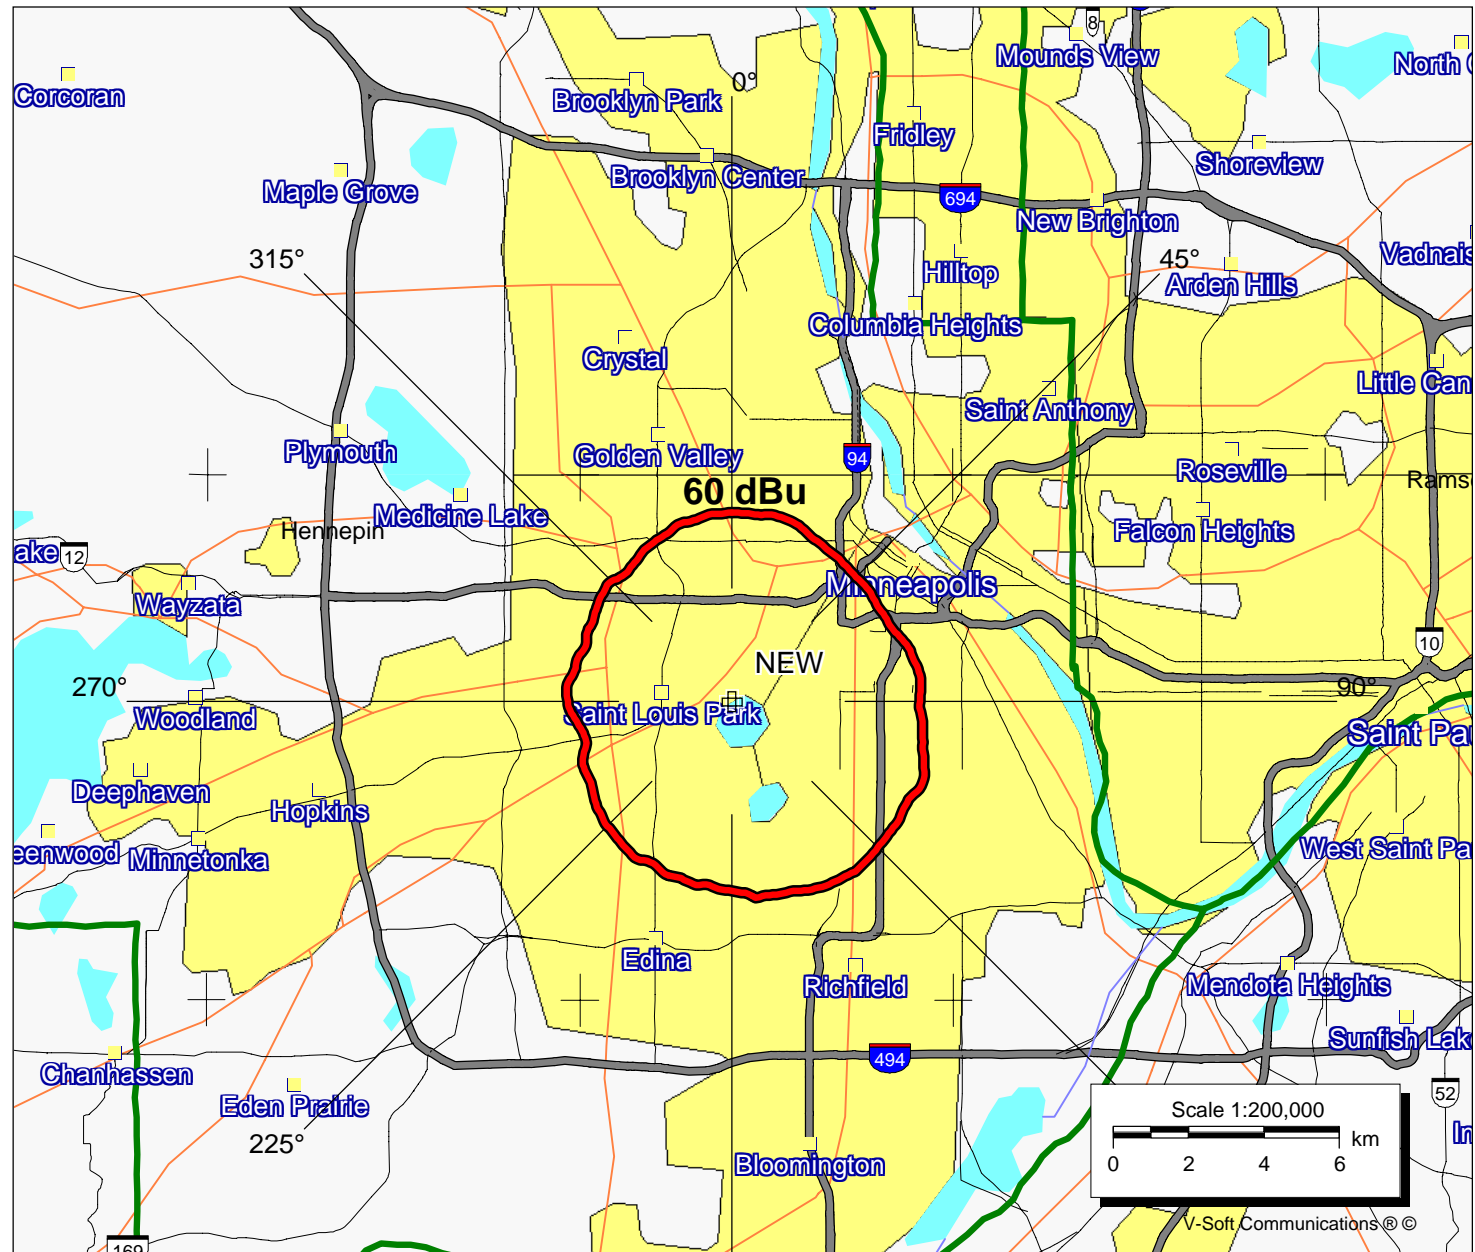 8
Mounds View
North
Corcoran
Brooklyn Park
0°
Fridley
Shoreview
Maple Grove
Brooklyn Center
694
New Brighton
315°
45°
Vadnais
Hilltop
Arden Hills
Columbia Heights
Crystal
Little Can
Saint Anthony
Plymouth
Golden Valley
94
Roseville
60 dBu
Rams
Medicine Lake
Hennepin
Falcon Heights
ake
12
Minneapolis
Wayzata
NEW
10
270°
90°
Woodland
Saint Louis Park
Saint Pau
Deephaven
Hopkins
eenwood
Minnetonka
West Saint Pa
Edina
Richfield
Mendota Heights
Sunfish Lake
494
Chanhassen
Eden Prairie
52
Scale 1:200,000
km
0 2 4 6
225°
In
Bloomington
V-Soft Communications ® ©
169